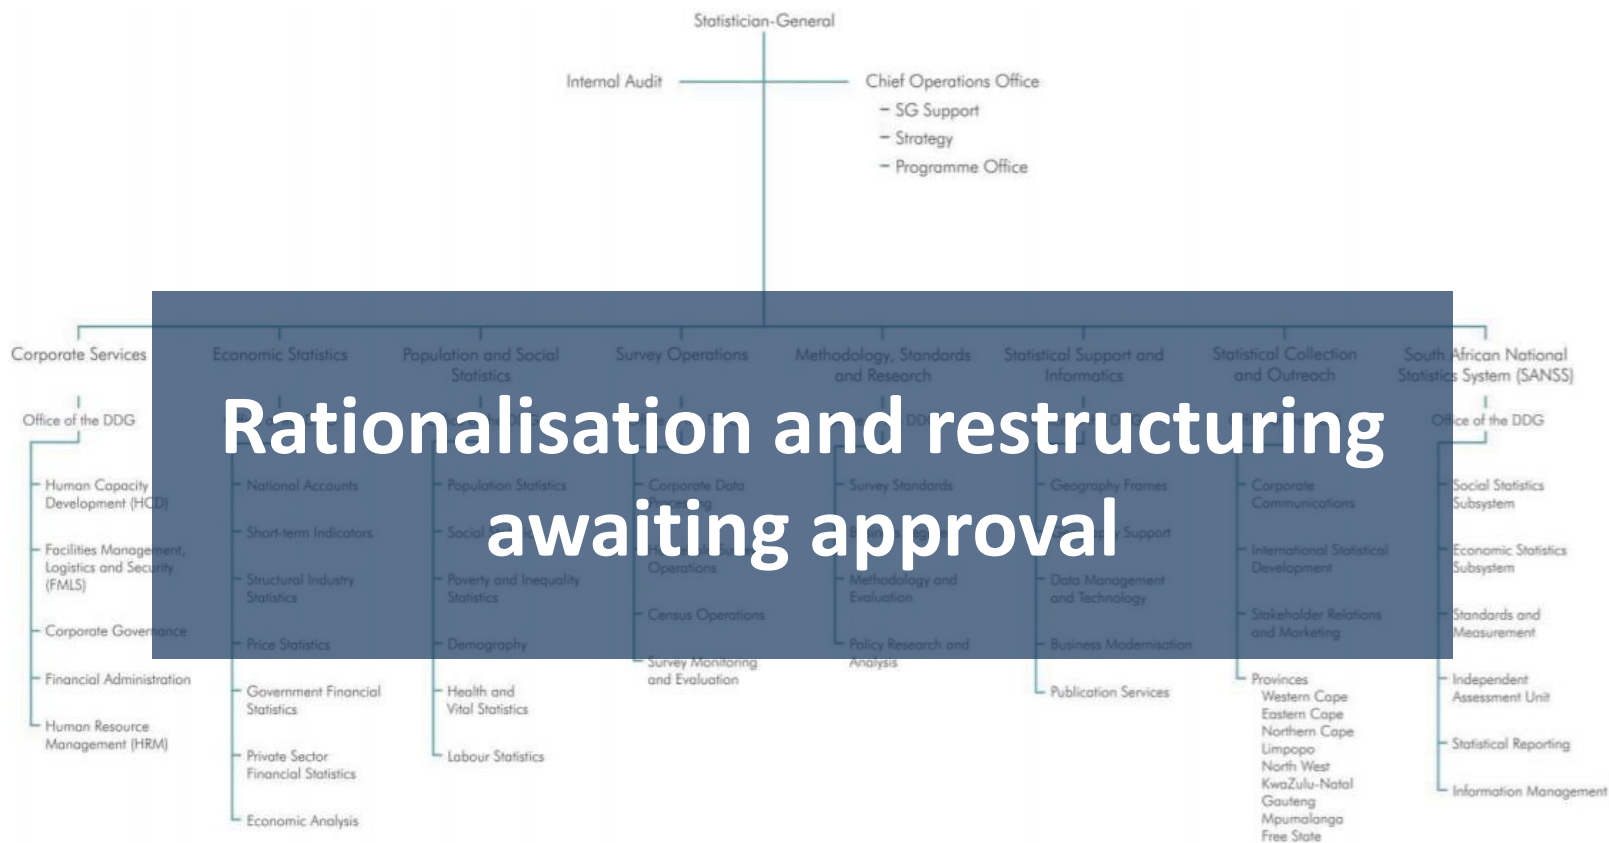 Statistician-General
Internal Audit
Chief Operations Office
– SG Support
– Strategy
– Programme Office
Rationalisation and restructuring
awaiting approval
Corporate Services
Office of the DDG
Human Capacity
Development (HCD)
Facilities Management,
Logistics and Security
(FMLS)
Corporate Governance
Financial Administration
Human Resource
Management (HRM)
Economic Statistics
National Accounts
Short-term Indicators
Structural Industry
Statistics
Price Statistics
Government Financial
Statistics
Private Sector
Financial Statistics
Economic Analysis
Population and Social
Statistics
Population Statistics
Social
Poverty and Inequality
Statistics
Demography
Health and
Vital Statistics
Labour Statistics
Survey Operations
Corporate Data
Processing
Operations
Census Operations
Survey Monitoring
and Evaluation
Methodology, Standards
and Research
Survey Standards
Methodology and
Evaluation
Policy Research and
Analysis
Statistical Support and
Informatics
Geography Frames
Support
Data Management
and Technology
Business Modernisation
Publication Services
Statistical Collection
and Outreach
Corporate
Communications
International Statistical
Development
Stakeholder Relations
and Marketing
Provinces
Western Cape
Eastern Cape
Northern Cape
Limpopo
North West
KwaZulu-Natal
Gauteng
Mpumalanga
Free State
South African National
Statistics System (SANSS)
Office of the DDG
Social Statistics
Subsystem
Economic Statistics
Subsystem
Standards and
Measurement
Independent
Assessment Unit
Statistical Reporting
Information Management